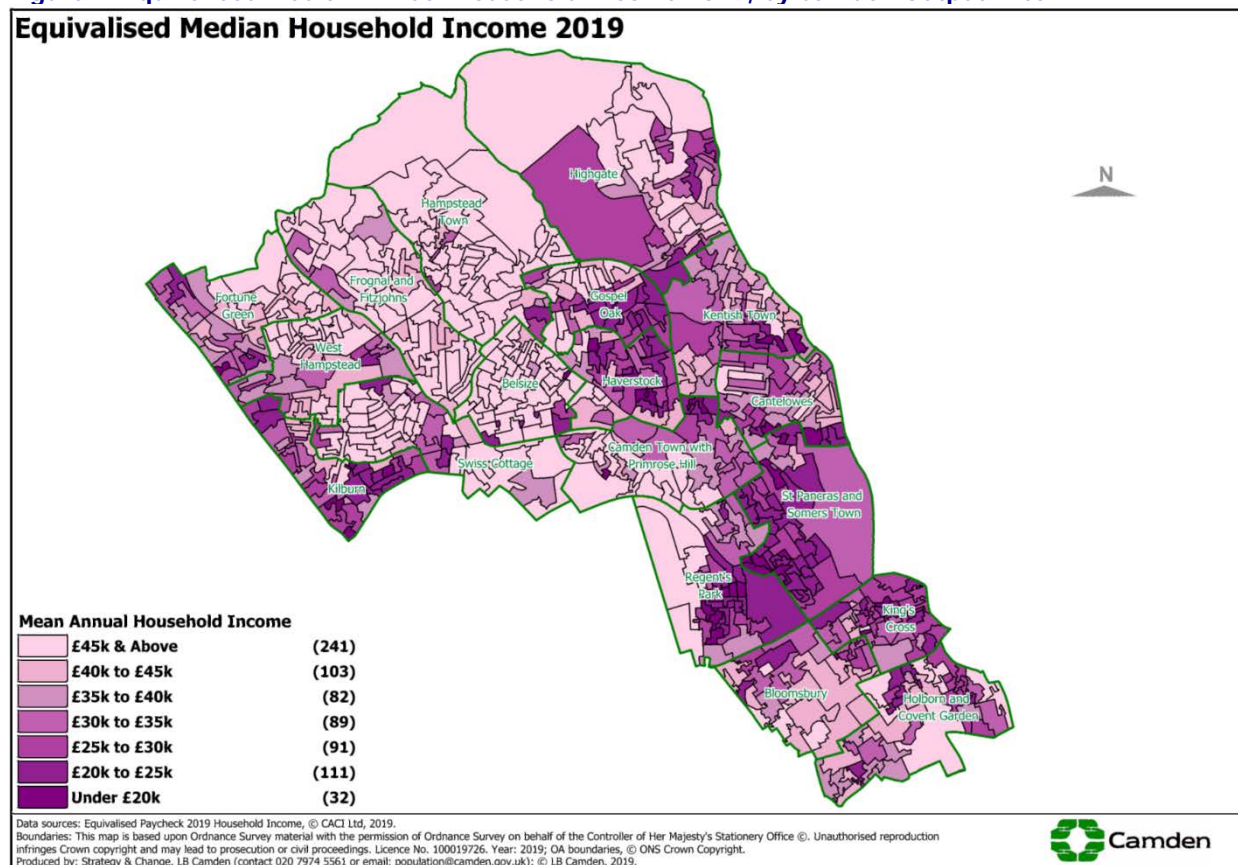 Equivalised Median Household Income 2019
N
Highgate
Hampstead
Town
Frognal and
Fitzjohns
Fortune
Green
Gospel
Oak
Kentish Town
West
Hampstead
Belsize
Haverstock
Cantelowes
Camden Town with
Primrose Hill
Swiss Cottage
Kilburn
St Pancras and
Somers Town
Regent's
Park
King's
Cross
Bloomsbury
Holborn and
Covent Garden
Mean Annual Household Income
£45k & Above (241)
£40k to £45k (103)
£35k to £40k (82)
£30k to £35k (89)
£25k to £30k (91)
£20k to £25k (111)
Under £20k (32)
Data sources: Equivalised Paycheck 2019 Household Income, © CACI Ltd, 2019.
Boundaries: This map is based upon Ordnance Survey material with the permission of Ordnance Survey on behalf of the Controller of Her Majesty's Stationery Office ©. Unauthorised reproduction
infringes Crown copyright and may lead to prosecution or civil proceedings. Licence No. 100019726. Year: 2019; OA boundaries, © ONS Crown Copyright.
Produced by: Strategy & Change, LB Camden (contact 020 7974 5561 or email: population@camden.gov.uk); © LB Camden, 2019.
Camden